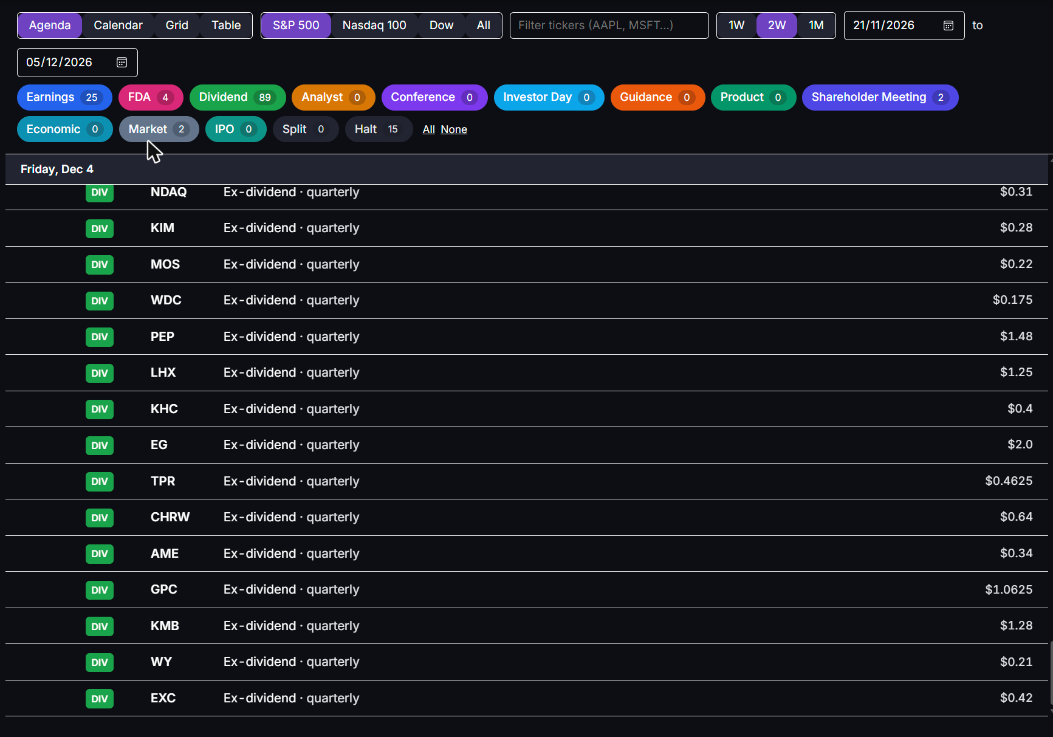 Agenda Calendar Grid Table S&P 500 Nasdaq 100 Dow All Filter tickers (AAPL, MSFT...) 1W 2W 1M 21/11/2026 to
05/12/2026
Earnings 25 FDA 4 Dividend 89 Analyst 0 Conference 0 Investor Day 0 Guidance 0 Product 0 Shareholder Meeting 2
Economic 0 Market 2 IPO 0 Split 0 Halt 15 All None
Friday, Dec 4
DIV NDAQ Ex-dividend · quarterly $0.31
DIV KIM Ex-dividend · quarterly $0.28
DIV MOS Ex-dividend · quarterly $0.22
DIV WDC Ex-dividend · quarterly $0.175
DIV PEP Ex-dividend · quarterly $1.48
DIV LHX Ex-dividend · quarterly $1.25
DIV KHC Ex-dividend · quarterly $0.4
DIV EG Ex-dividend · quarterly $2.0
DIV TPR Ex-dividend · quarterly $0.4625
DIV CHRW Ex-dividend · quarterly $0.64
DIV AME Ex-dividend · quarterly $0.34
DIV GPC Ex-dividend · quarterly $1.0625
DIV KMB Ex-dividend · quarterly $1.28
DIV WY Ex-dividend · quarterly $0.21
DIV EXC Ex-dividend · quarterly $0.42